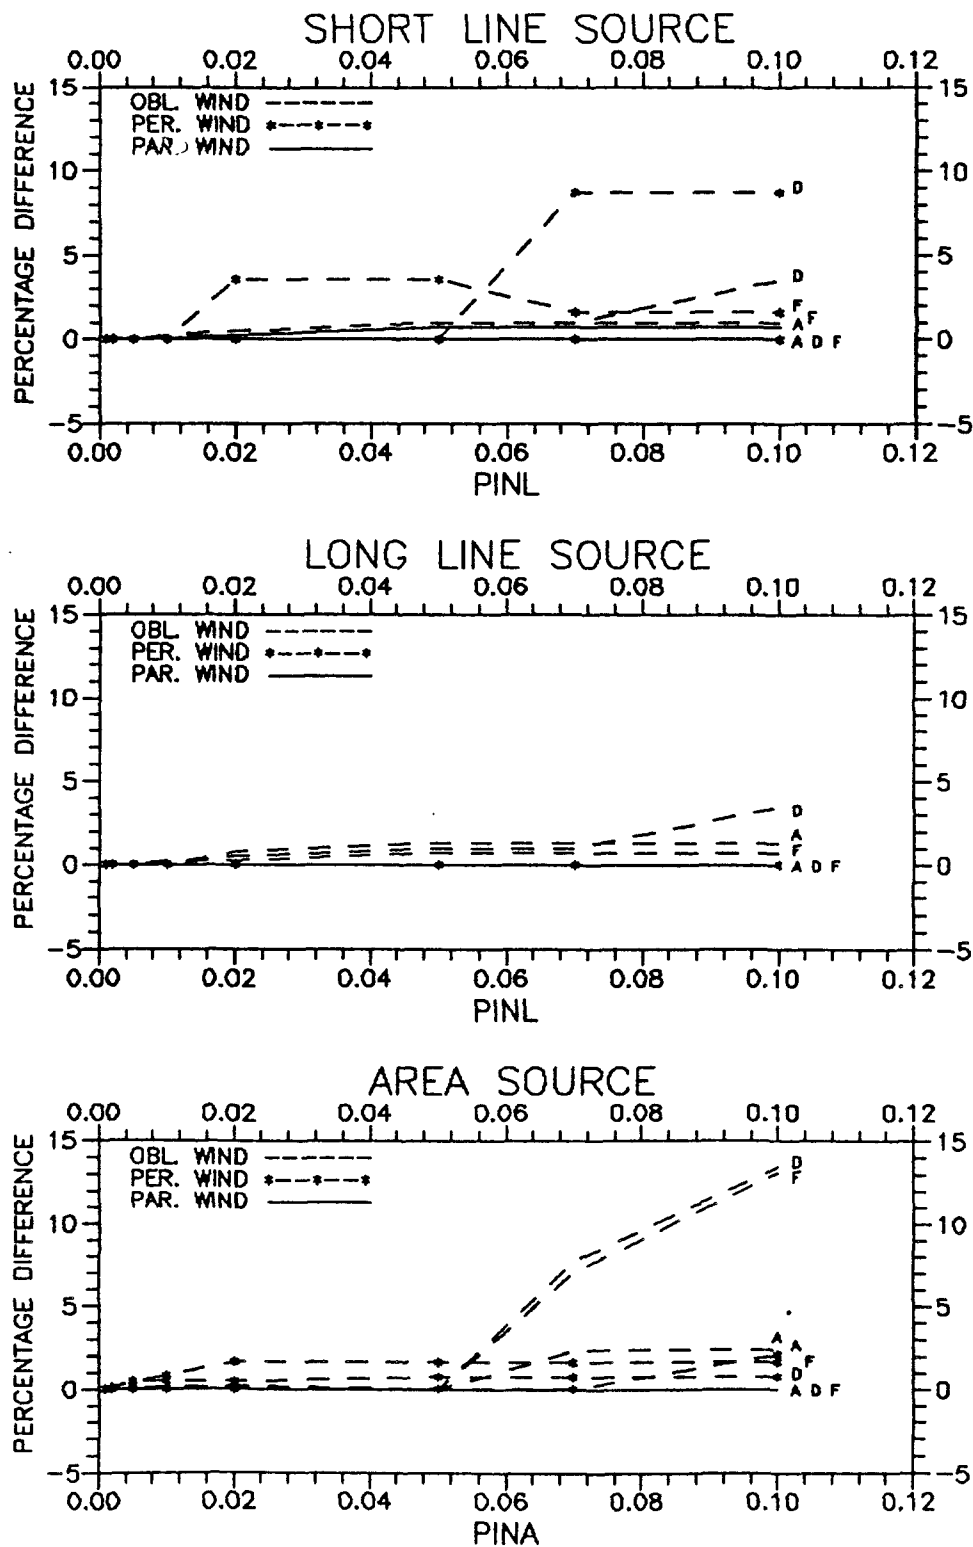 SHORT LINE SOURCE
0.00 0.02 0.04 0.06 0.08 0.10 0.12
PERCENTAGE DIFFERENCE
15 15
OBL. WIND
PER. WIND
PAR. WIND
10 10
D
5 5
D
F
F
A
0 A D F 0
-5 -5
0.00 0.02 0.04 0.06 0.08 0.10 0.12
PINL
LONG LINE SOURCE
0.00 0.02 0.04 0.06 0.08 0.10 0.12
PERCENTAGE DIFFERENCE
15 15
OBL. WIND
PER. WIND
PAR. WIND
10 10
5 5
D
A
F
0 A D F 0
-5 -5
0.00 0.02 0.04 0.06 0.08 0.10 0.12
PINL
AREA SOURCE
0.00 0.02 0.04 0.06 0.08 0.10 0.12
PERCENTAGE DIFFERENCE
15 15
OBL. WIND
PER. WIND
PAR. WIND
D
F
10 10
5 5
A
A
F
D
0 A D F 0
-5 -5
0.00 0.02 0.04 0.06 0.08 0.10 0.12
PINA